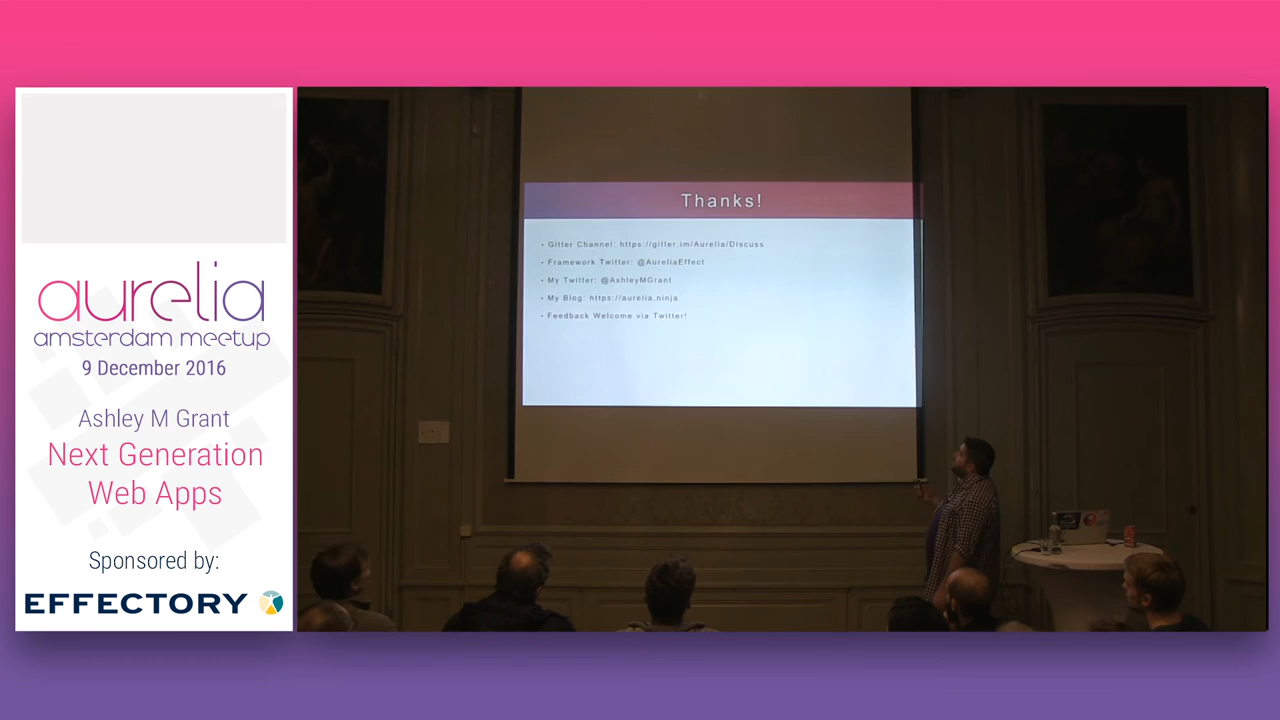 aurelia
amsterdam meetup
9 December 2016
Ashley M Grant
Next Generation
Web Apps
Sponsored by:
EFFECTORY
Thanks!
• Gitter Channel: https://gitter.im/Aurelia/Discuss
• Framework Twitter: @AureliaEffect
• My Twitter: @AshleyMGrant
• My Blog: https://aurelia.ninja
• Feedback Welcome via Twitter!